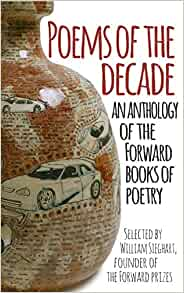 POEMS OF THE
DECADE
AN ANTHOLOGY
OF THE
FORWARD
BOOKS OF
POETRY
SELECTED BY
WILLIAM SIEGHART,
FOUNDER OF
THE FORWARD PRIZES